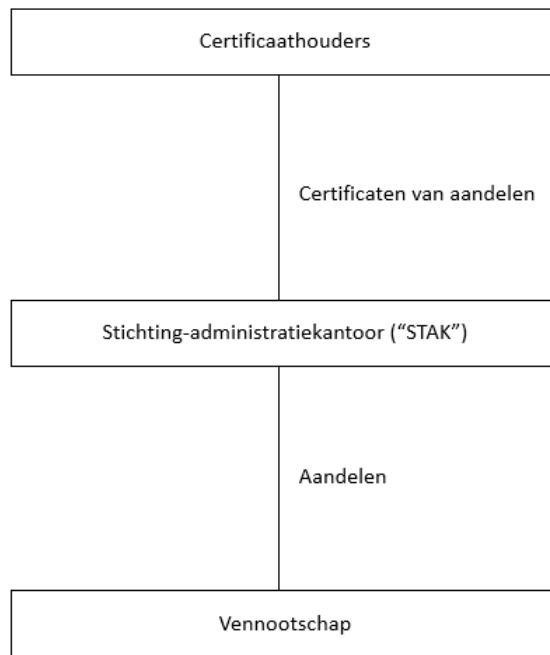 Certificaathouders
Certificaten van aandelen
Stichting-administratiekantoor (“STAK”)
Aandelen
Vennootschap